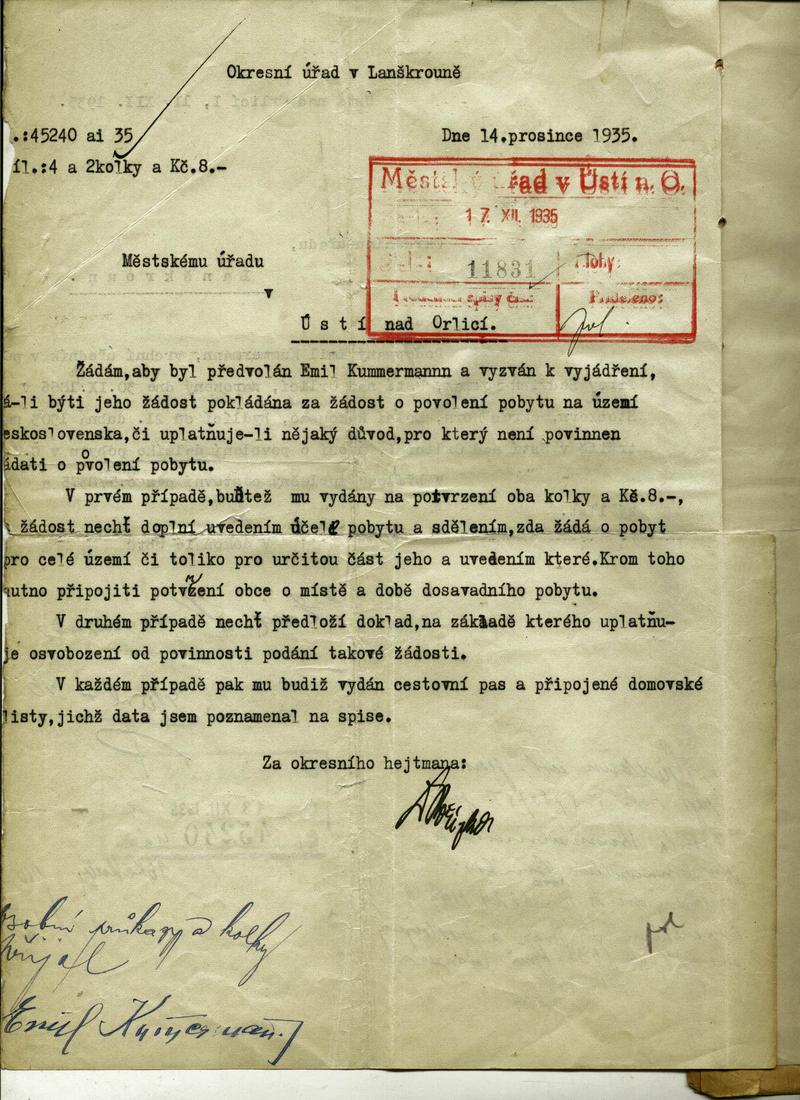 Okresní úřad v Lanškrouně
.:45240 ai 35
Dne 14.prosince 1935.
íl.:4 a 2kolky a Kč.8.-
Městský úřad v Ústí n. O.
17. XII. 1935
11831
Městskému úřadu
v
Ústí nad Orlicí.
Žádám,aby byl předvolán Emil Kummermannn a vyzván k vyjádření,
á-li býti jeho žádost pokládána za žádost o povolení pobytu na území
eskoslovenska,či uplatňuje-li nějaký důvod,pro který není povinnen
ádati o povolení pobytu.
V prvém případě,buďtež mu vydány na potvrzení oba kolky a Kč.8.-,
žádost nechť doplní uvedením účelu pobytu a sdělením,zda žádá o pobyt
pro celé území či toliko pro určitou část jeho a uvedením které.Krom toho
utno připojiti potvrzení obce o místě a době dosavadního pobytu.
V druhém případě nechť předloží doklad,na základě kterého uplatňu-
je osvobození od povinnosti podání takové žádosti.
V každém případě pak mu budiž vydán cestovní pas a připojené domovské
listy,jichž data jsem poznamenal na spise.
Za okresního hejtmana:
osobní průkazy a kolky
přijal
Emil Kummermann